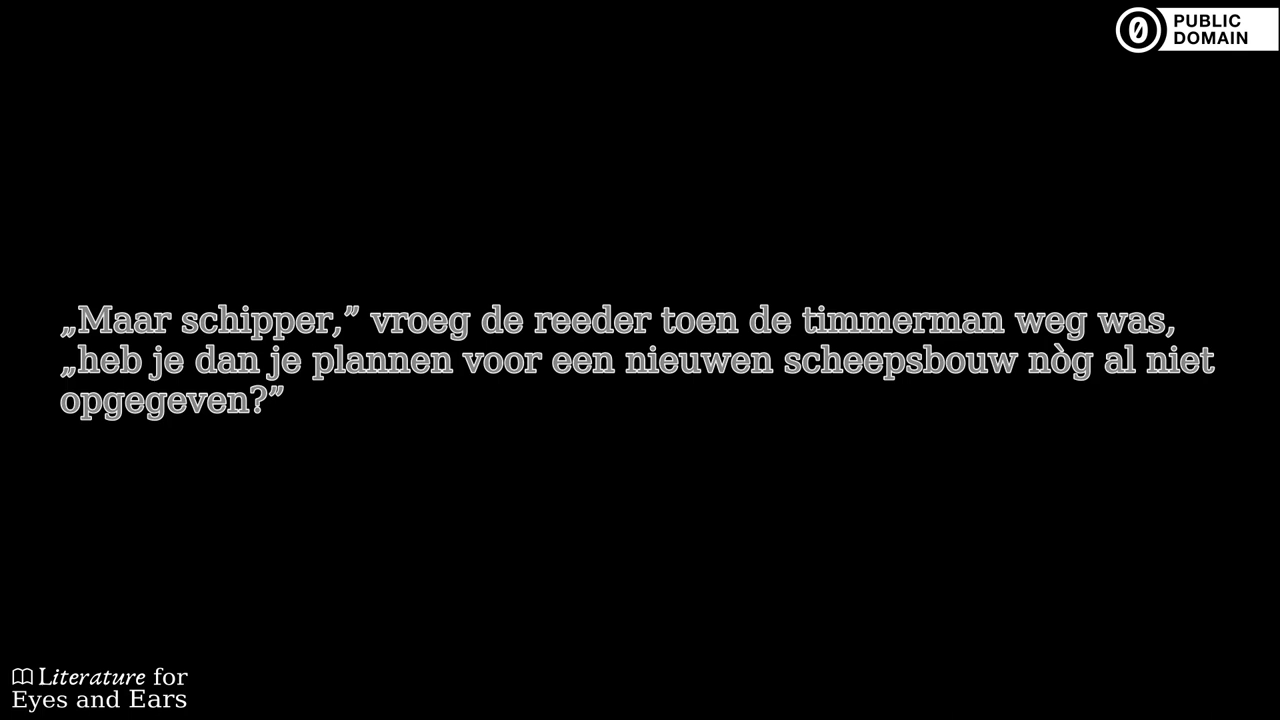 PUBLIC
DOMAIN
„Maar schipper,” vroeg de reeder toen de timmerman weg was,
„heb je dan je plannen voor een nieuwen scheepsbouw nòg al niet
opgegeven?”
Literature for
Eyes and Ears